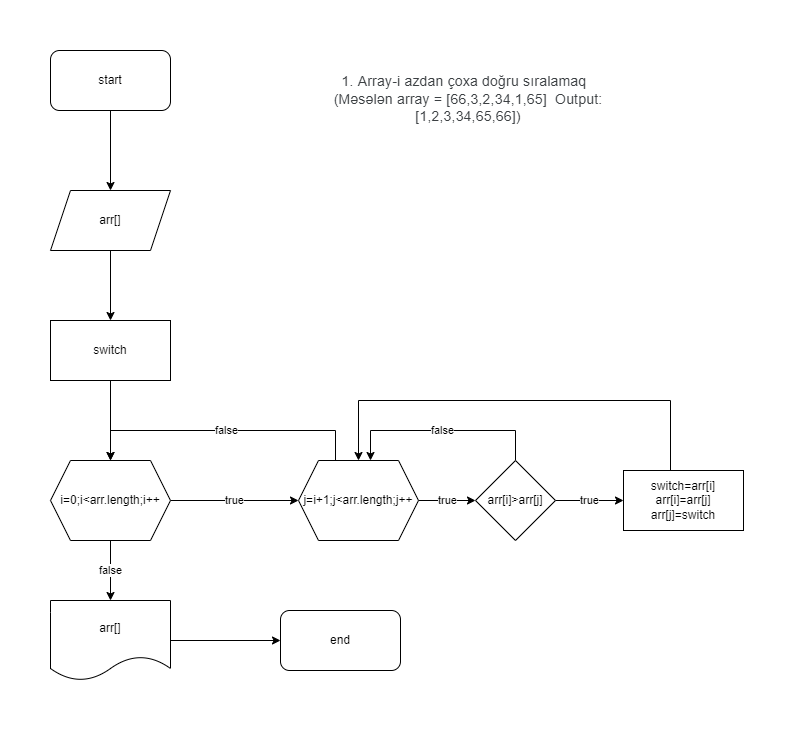 start
1. Array-i azdan çoxa doğru sıralamaq
(Məsələn array = [66,3,2,34,1,65]  Output:
[1,2,3,34,65,66])
arr[]
switch
false
false
i=0;i<arr.length;i++
true
j=i+1;j<arr.length;j++
true
arr[i]>arr[j]
true
switch=arr[i]
arr[i]=arr[j]
arr[j]=switch
false
arr[]
end